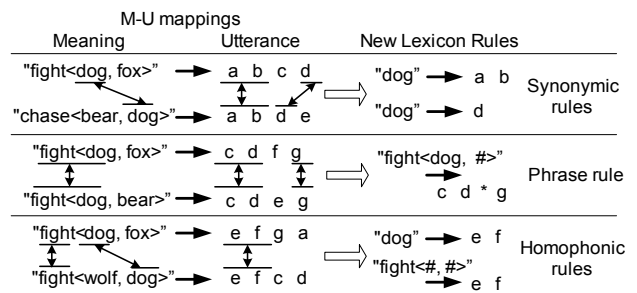 M-U mappings
Meaning Utterance New Lexicon Rules
"fight<dog, fox>" a b c d "dog" a b
"chase<bear, dog>" a b d e "dog" d
Synonymic rules
"fight<dog, fox>" c d f g "fight<dog, #>"
"fight<dog, bear>" c d e g c d * g
Phrase rule
"fight<dog, fox>" e f g a "dog" e f
"fight<wolf, dog>" e f c d "fight<#, #>" e f
Homophonic rules